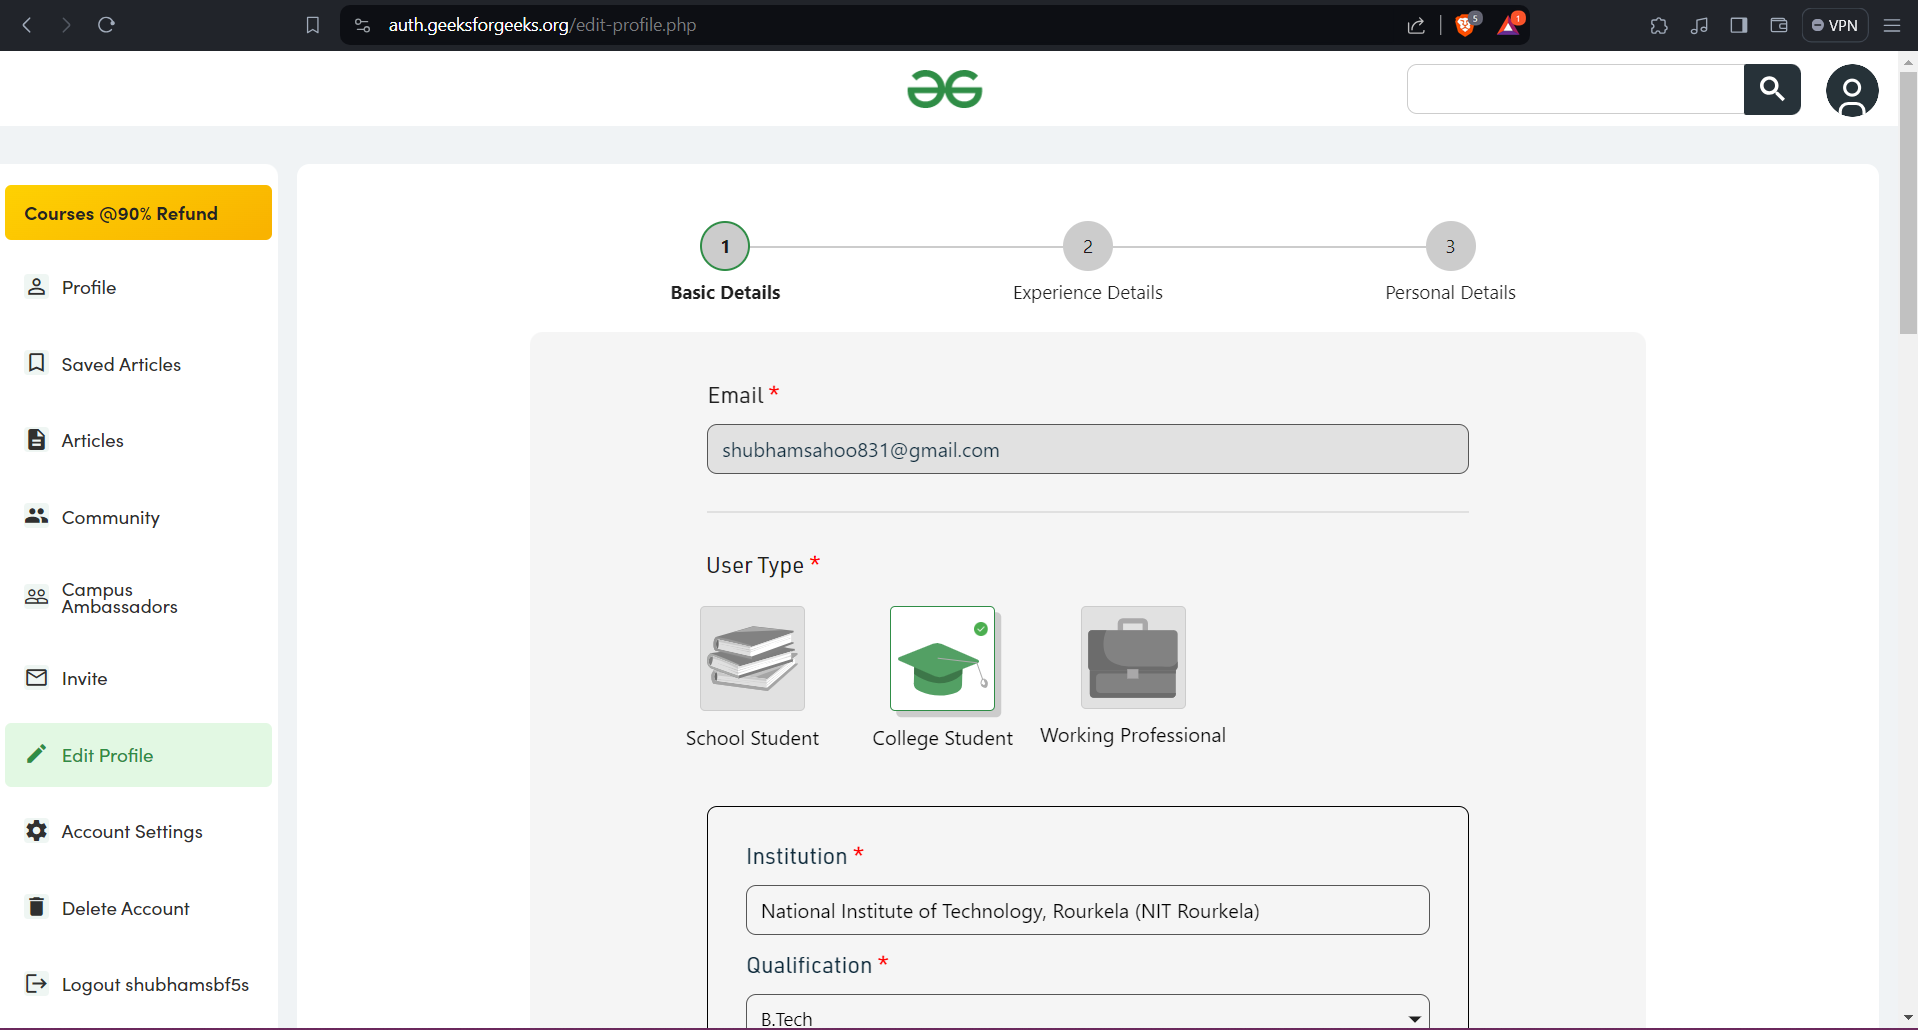 auth.geeksforgeeks.org/edit-profile.php
5
1
VPN
Courses @90% Refund
Profile
Saved Articles
Articles
Community
Campus
Ambassadors
Invite
Edit Profile
Account Settings
Delete Account
Logout shubhamsbf5s
1
2
3
Basic Details
Experience Details
Personal Details
Email *
shubhamsahoo831@gmail.com
User Type *
School Student
College Student
Working Professional
Institution *
National Institute of Technology, Rourkela (NIT Rourkela)
Qualification *
B.Tech